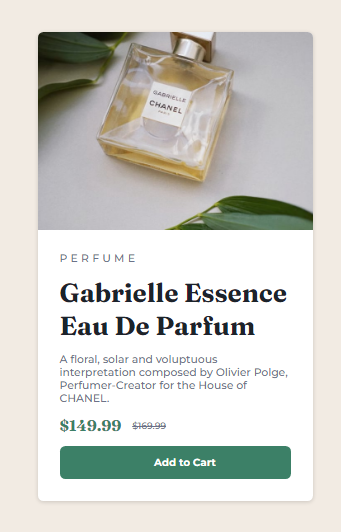 GABRIELLE
CHANEL
PARIS
PERFUME
Gabrielle Essence
Eau De Parfum
A floral, solar and voluptuous
interpretation composed by Olivier Polge,
Perfumer-Creator for the House of
CHANEL.
$149.99 $169.99
Add to Cart